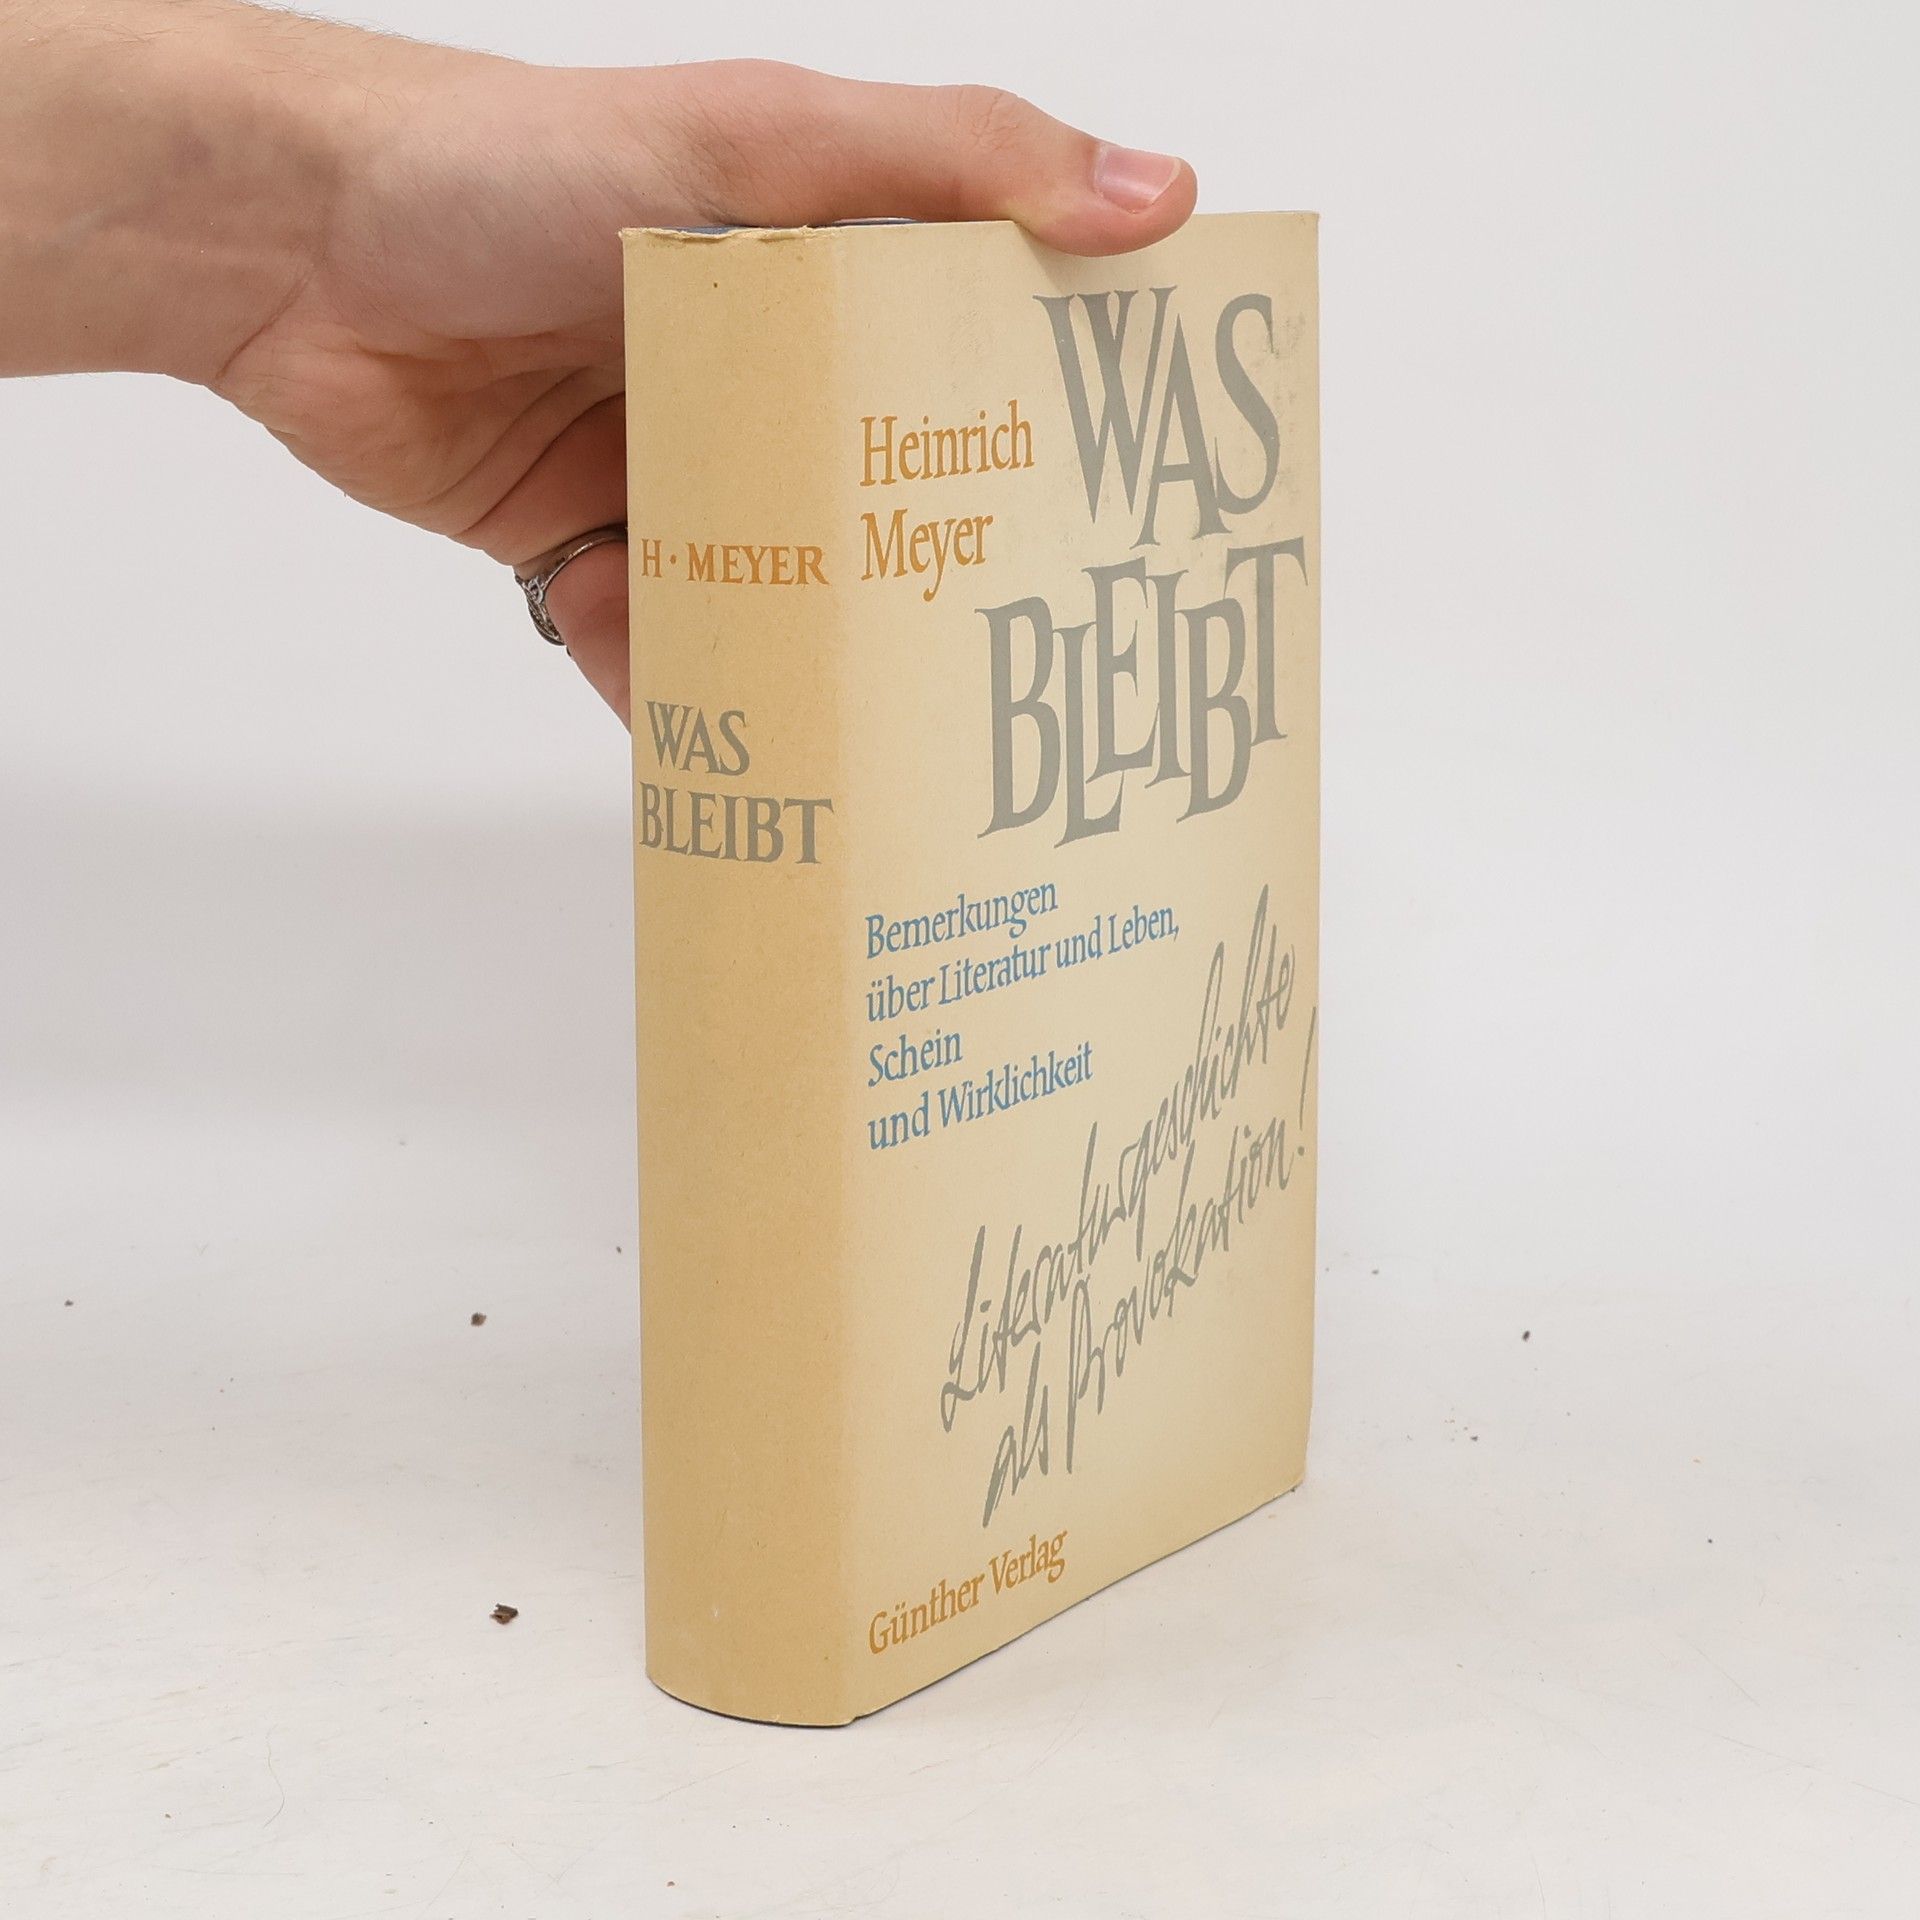 H. MEYER
WAS
BLEIBT
Heinrich
Meyer
WAS
BLEIBT
Bemerkungen
über Literatur und Leben,
Schein
und Wirklichkeit
Literaturgeschichte
als Provokation!
Günther Verlag